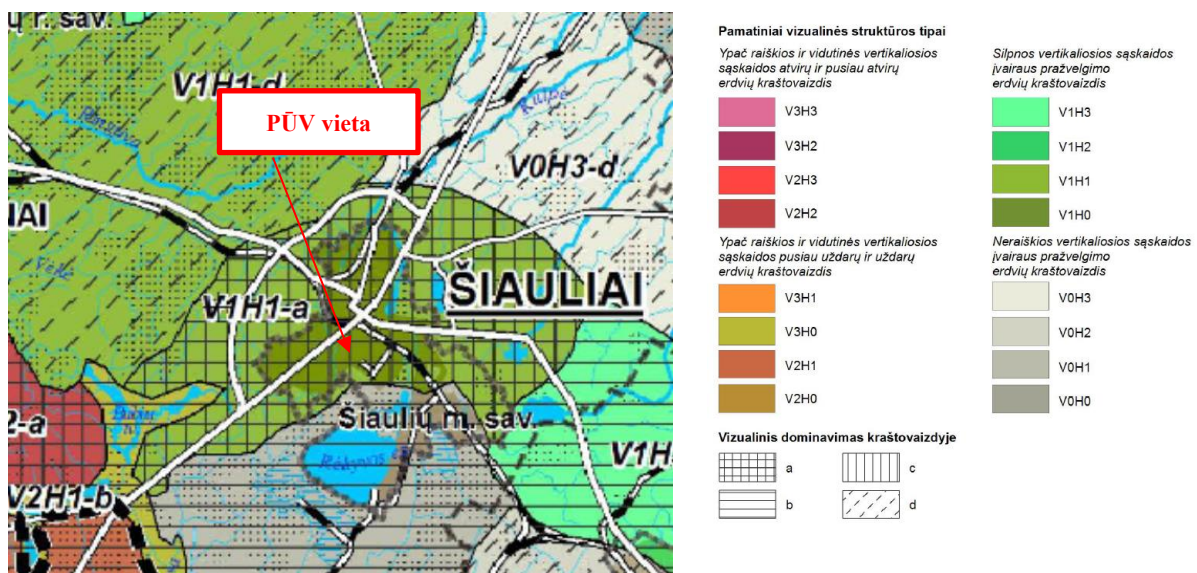 ų r. sav.
V1H1-d
PŪV vieta
V0H3-d
ŠIAULIAI
V1H1-a
Šiaulių m. sav.
2-a
V1H
V2H1-b
Pamatiniai vizualinės struktūros tipai
Ypač raiškios ir vidutinės vertikaliosios
sąskaidos atvirų ir pusiau atvirų
erdvių kraštovaizdis
V3H3
V3H2
V2H3
V2H2
Ypač raiškios ir vidutinės vertikaliosios
sąskaidos pusiau uždarų ir uždarų
erdvių kraštovaizdis
V3H1
V3H0
V2H1
V2H0
Silpnos vertikaliosios sąskaidos
įvairaus pražvelgimo
erdvių kraštovaizdis
V1H3
V1H2
V1H1
V1H0
Neraiškios vertikaliosios sąskaidos
įvairaus pražvelgimo
erdvių kraštovaizdis
V0H3
V0H2
V0H1
V0H0
Vizualinis dominavimas kraštovaizdyje
a
b
c
d